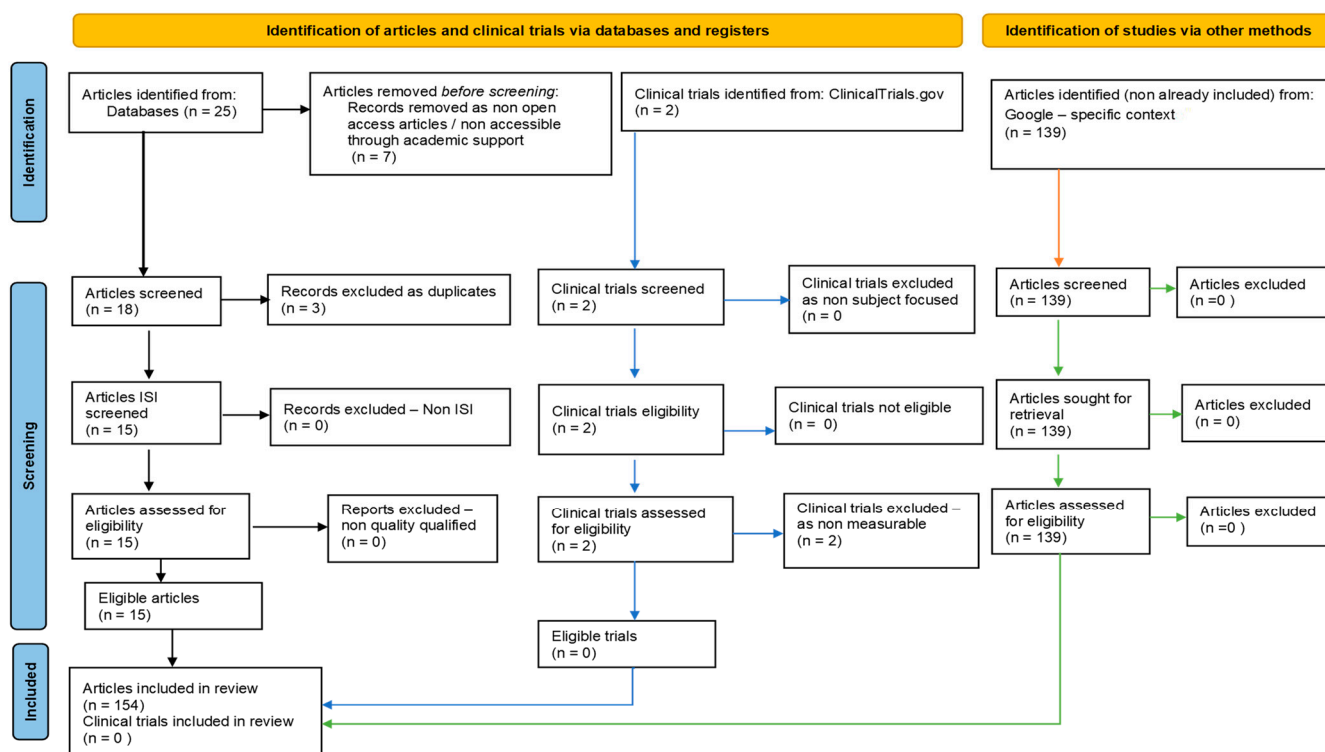 Identification of articles and clinical trials via databases and registers
Identification of studies via other methods
Identification
Articles identified from:
Databases (n = 25)
Articles removed before screening:
Records removed as non open
access articles / non accessible
through academic support
(n = 7)
Clinical trials identified from: ClinicalTrials.gov
(n = 2)
Articles identified (non already included) from:
Google – specific context
(n = 139)
Screening
Articles screened
(n = 18)
Records excluded as duplicates
(n = 3)
Clinical trials screened
(n = 2)
Clinical trials excluded
as non subject focused
(n = 0
Articles screened
(n = 139)
Articles excluded
(n =0 )
Articles ISI
screened
(n = 15)
Records excluded – Non ISI
(n = 0)
Clinical trials eligibility
(n = 2)
Clinical trials not eligible
(n =  0)
Articles sought for
retrieval
(n = 139)
Articles excluded
(n = 0)
Articles assessed for
eligibility
(n = 15)
Reports excluded –
non quality qualified
(n = 0)
Clinical trials assessed
for eligibility
(n = 2)
Clinical trials excluded –
as non measurable
(n = 2)
Articles assessed
for eligibility
(n = 139)
Articles excluded
(n =0 )
Eligible articles
(n = 15)
Eligible trials
(n = 0)
Included
Articles included in review
(n = 154)
Clinical trials included in review
(n = 0 )